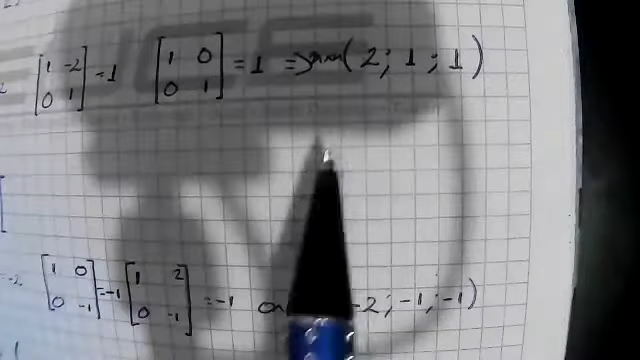 [1 -2
0 1] = 1 [1 0
0 1] = 1 (2; 1; 1)
-2 [1 0
0 -1] = -1 [1 2
0 -1] = -1 -2; -1; -1)